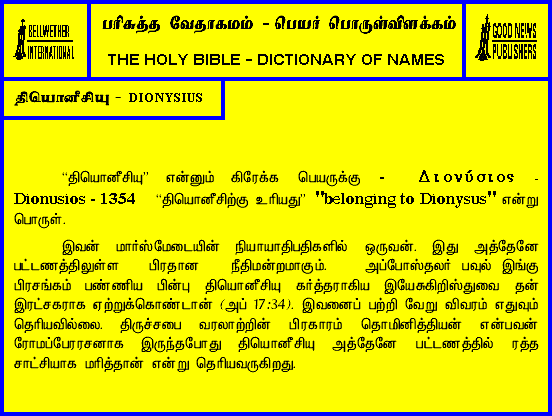 BELLWETHER
INTERNATIONAL
பரிசுத்த வேதாகமம் - பெயர் பொருள்விளக்கம்
THE HOLY BIBLE - DICTIONARY OF NAMES
GOOD NEWS
PUBLISHERS
தியொனீசியு - DIONYSIUS
“தியொனீசியு” என்னும் கிரேக்க பெயருக்கு - Διονύσιος -
Dionusios - 1354 “தியொனீசிற்கு உரியது” "belonging to Dionysus" என்று
பொருள்.
இவன் மார்ஸ்மேடையின் நியாயாதிபதிகளில் ஒருவன். இது அத்தேனே
பட்டணத்திலுள்ள பிரதான நீதிமன்றமாகும். அப்போஸ்தலர் பவுல் இங்கு
பிரசங்கம் பண்ணிய பின்பு தியொனீசியு கர்த்தராகிய இயேசுகிறிஸ்துவை தன்
இரட்சகராக ஏற்றுக்கொண்டான் (அப் 17:34). இவனைப் பற்றி வேறு விவரம் எதுவும்
தெரியவில்லை. திருச்சபை வரலாற்றின் பிரகாரம் தொமினித்தியன் என்பவன்
ரோமப்பேரரசனாக இருந்தபோது தியொனீசியு அத்தேனே பட்டணத்தில் ரத்த
சாட்சியாக மரித்தான் என்று தெரியவருகிறது.